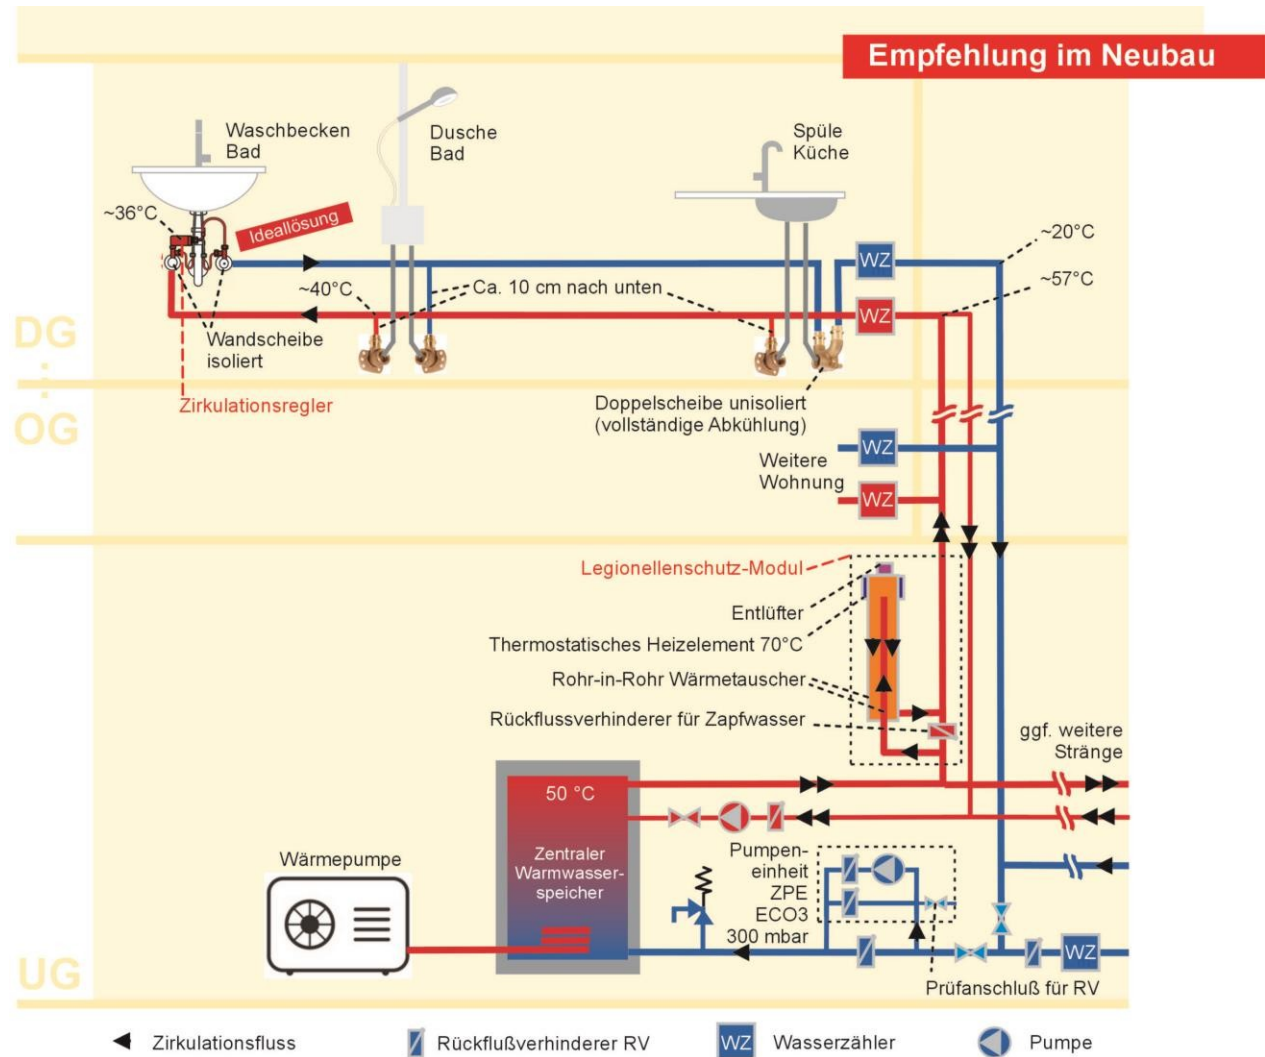 Empfehlung im Neubau
Waschbecken
Bad
Dusche
Bad
Spüle
Küche
~36°C
Ideallösung
WZ
~20°C
~57°C
~40°C
Ca. 10 cm nach unten
WZ
DG
Wandscheibe
isoliert
Zirkulationsregler
Doppelscheibe unisoliert
(vollständige Abkühlung)
OG
WZ
Weitere
Wohnung
WZ
Legionellenschutz-Modul
Entlüfter
Thermostatisches Heizelement 70°C
Rohr-in-Rohr Wärmetauscher
Rückflussverhinderer für Zapfwasser
ggf. weitere
Stränge
50 °C
Zentraler
Warmwasser-
speicher
Wärmepumpe
Pumpen-
einheit
ZPE
ECO3
300 mbar
WZ
UG
Prüfanschluß für RV
Zirkulationsfluss
Rückflußverhinderer RV
WZ
Wasserzähler
Pumpe